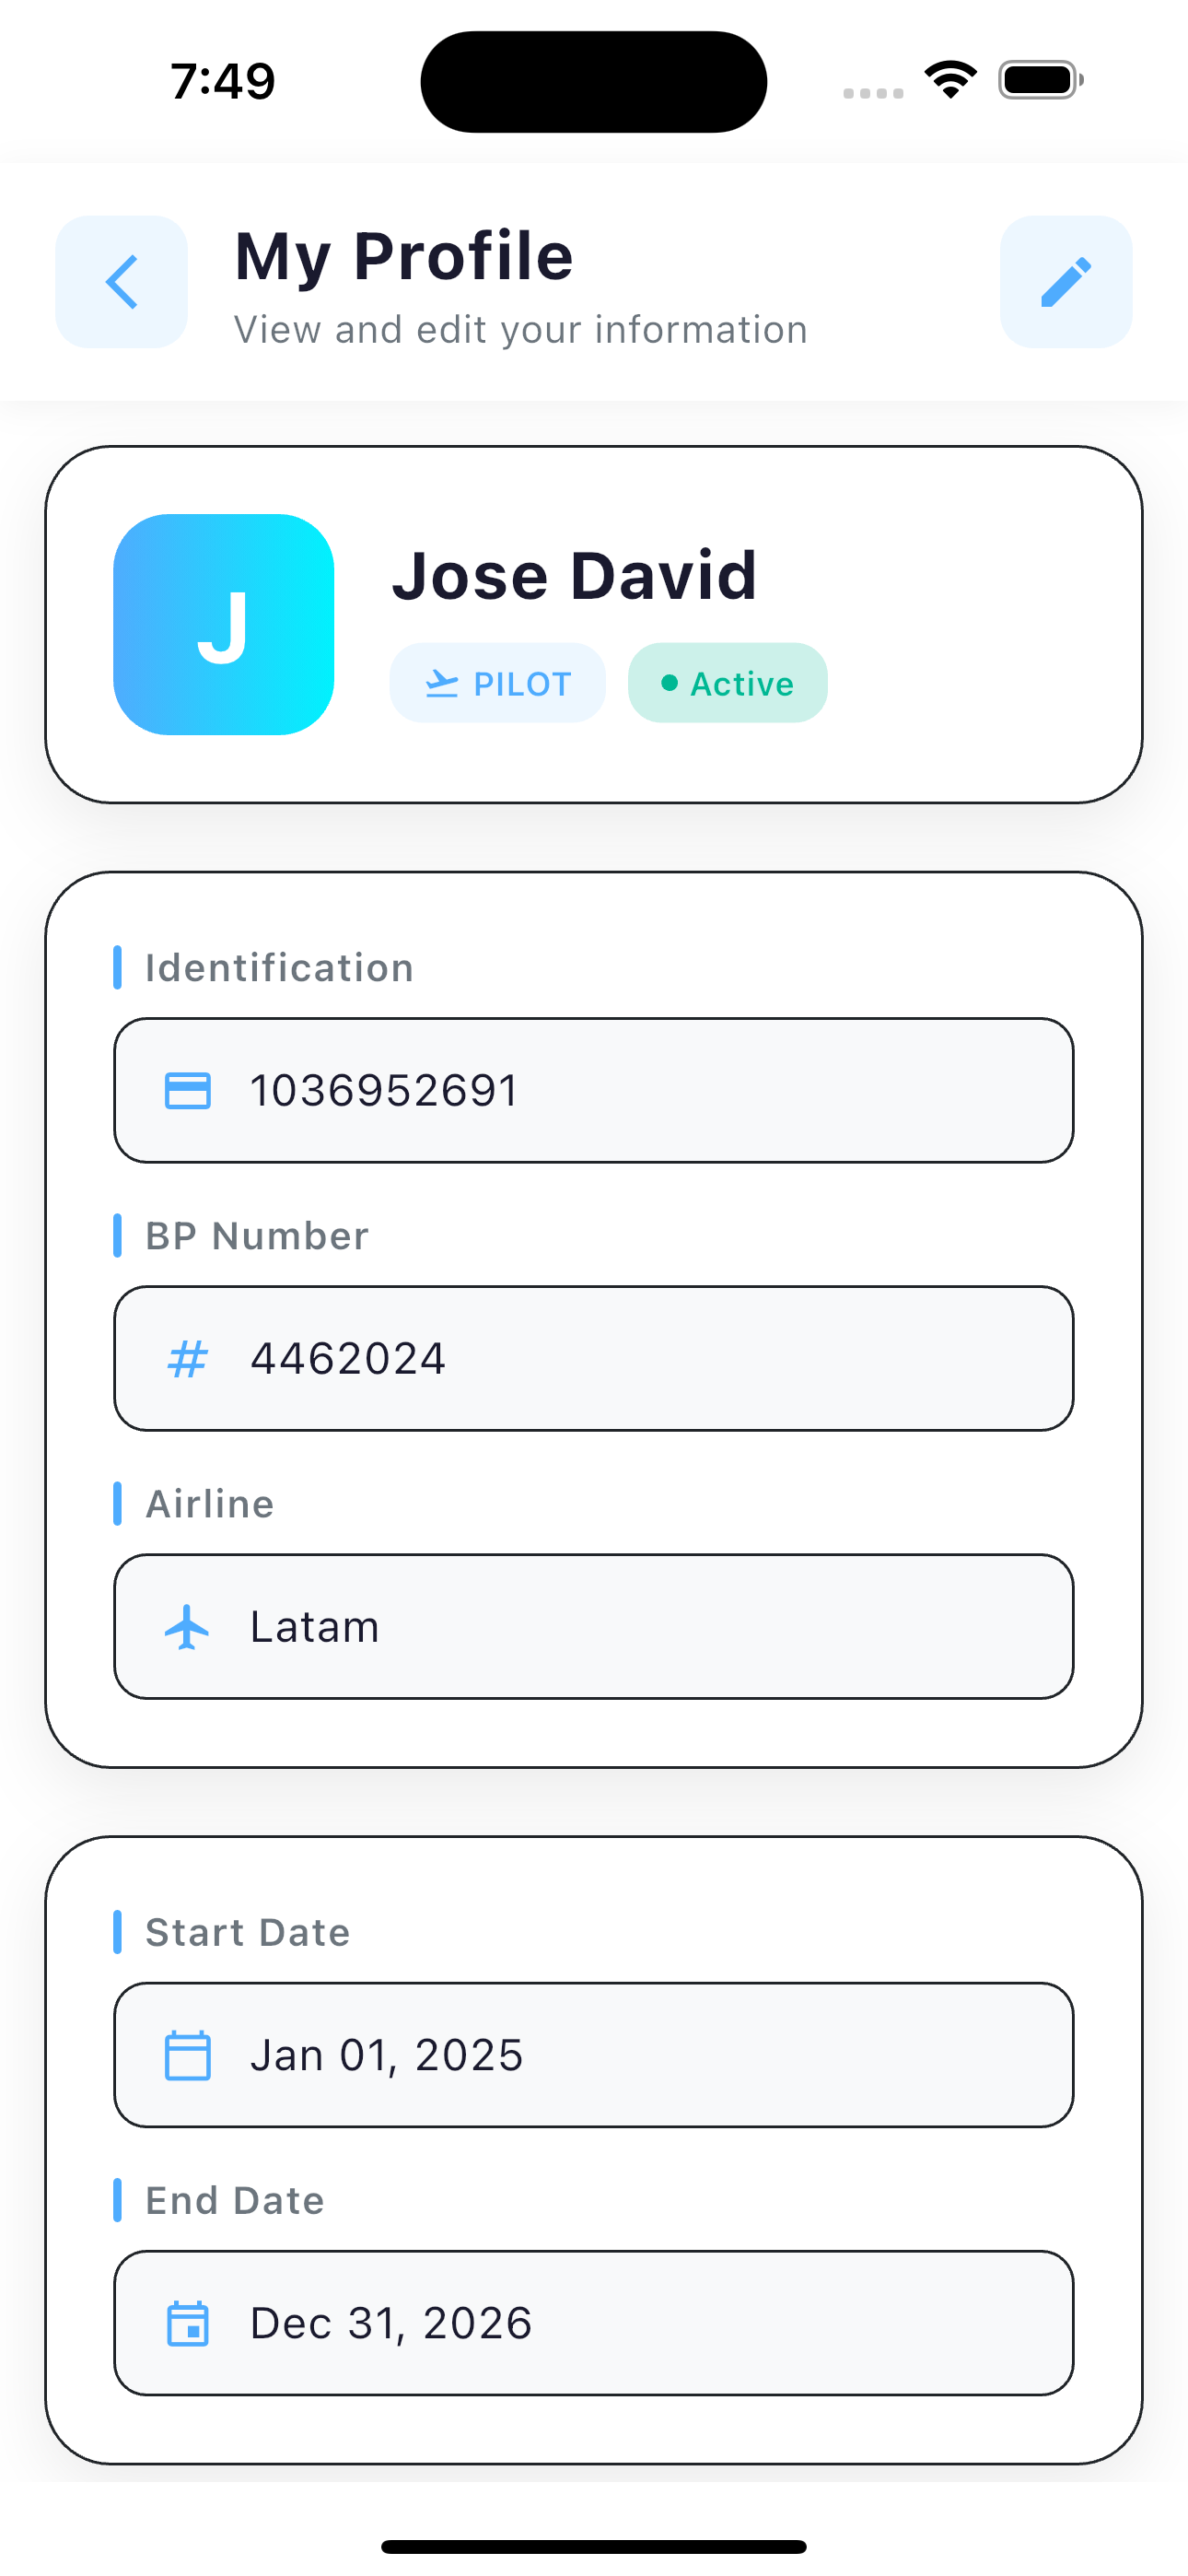 7:49
My Profile
View and edit your information
J
Jose David
PILOT
Active
Identification
1036952691
BP Number
# 4462024
Airline
Latam
Start Date
Jan 01, 2025
End Date
Dec 31, 2026